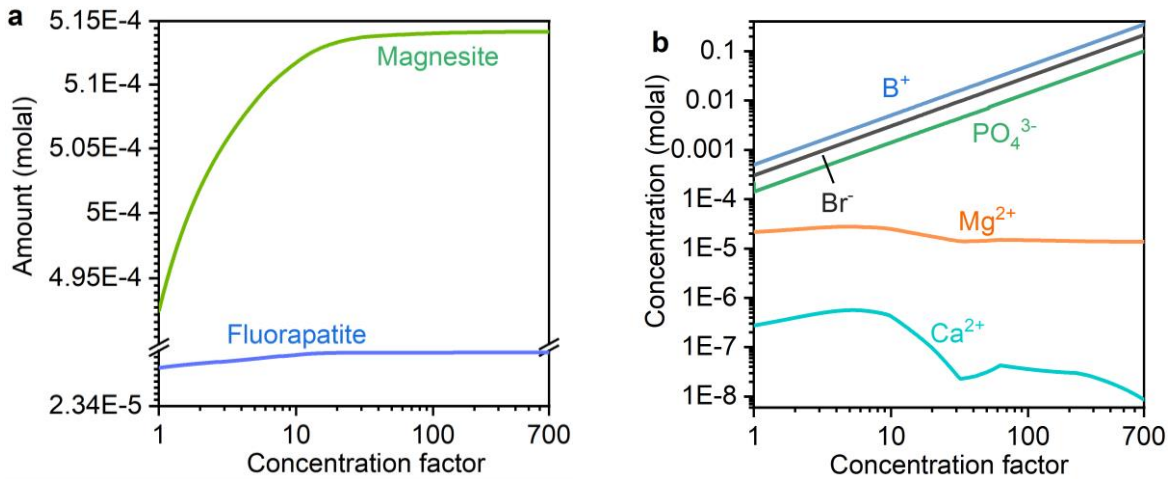 a
5.15E-4
5.1E-4
5.05E-4
5E-4
4.95E-4
2.34E-5
Amount (molal)
Magnesite
Fluorapatite
1
10
100
700
Concentration factor
b
0.1
0.01
0.001
1E-4
1E-5
1E-6
1E-7
1E-8
Concentration (molal)
B⁺
PO₄³⁻
Br⁻
Mg²⁺
Ca²⁺
1
10
100
700
Concentration factor